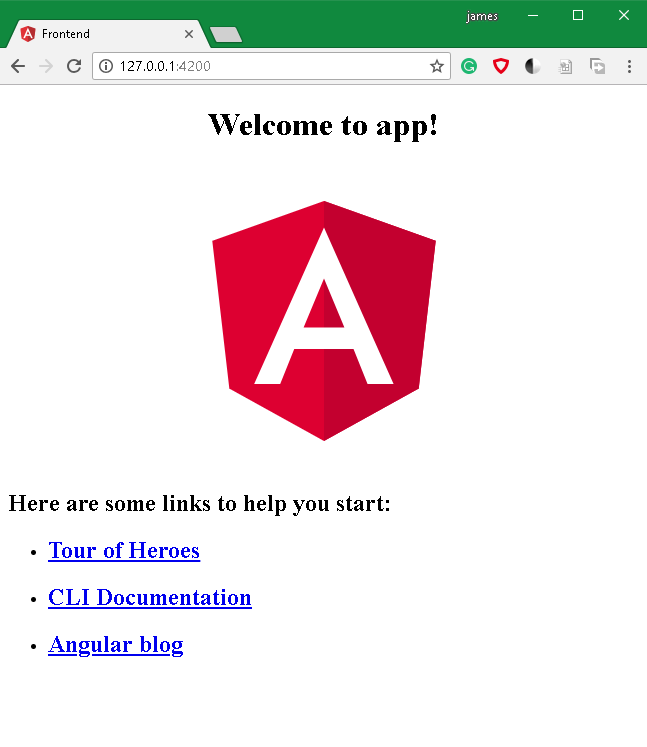 james
Frontend
127.0.0.1:4200
Welcome to app!
A
Here are some links to help you start:
Tour of Heroes
CLI Documentation
Angular blog